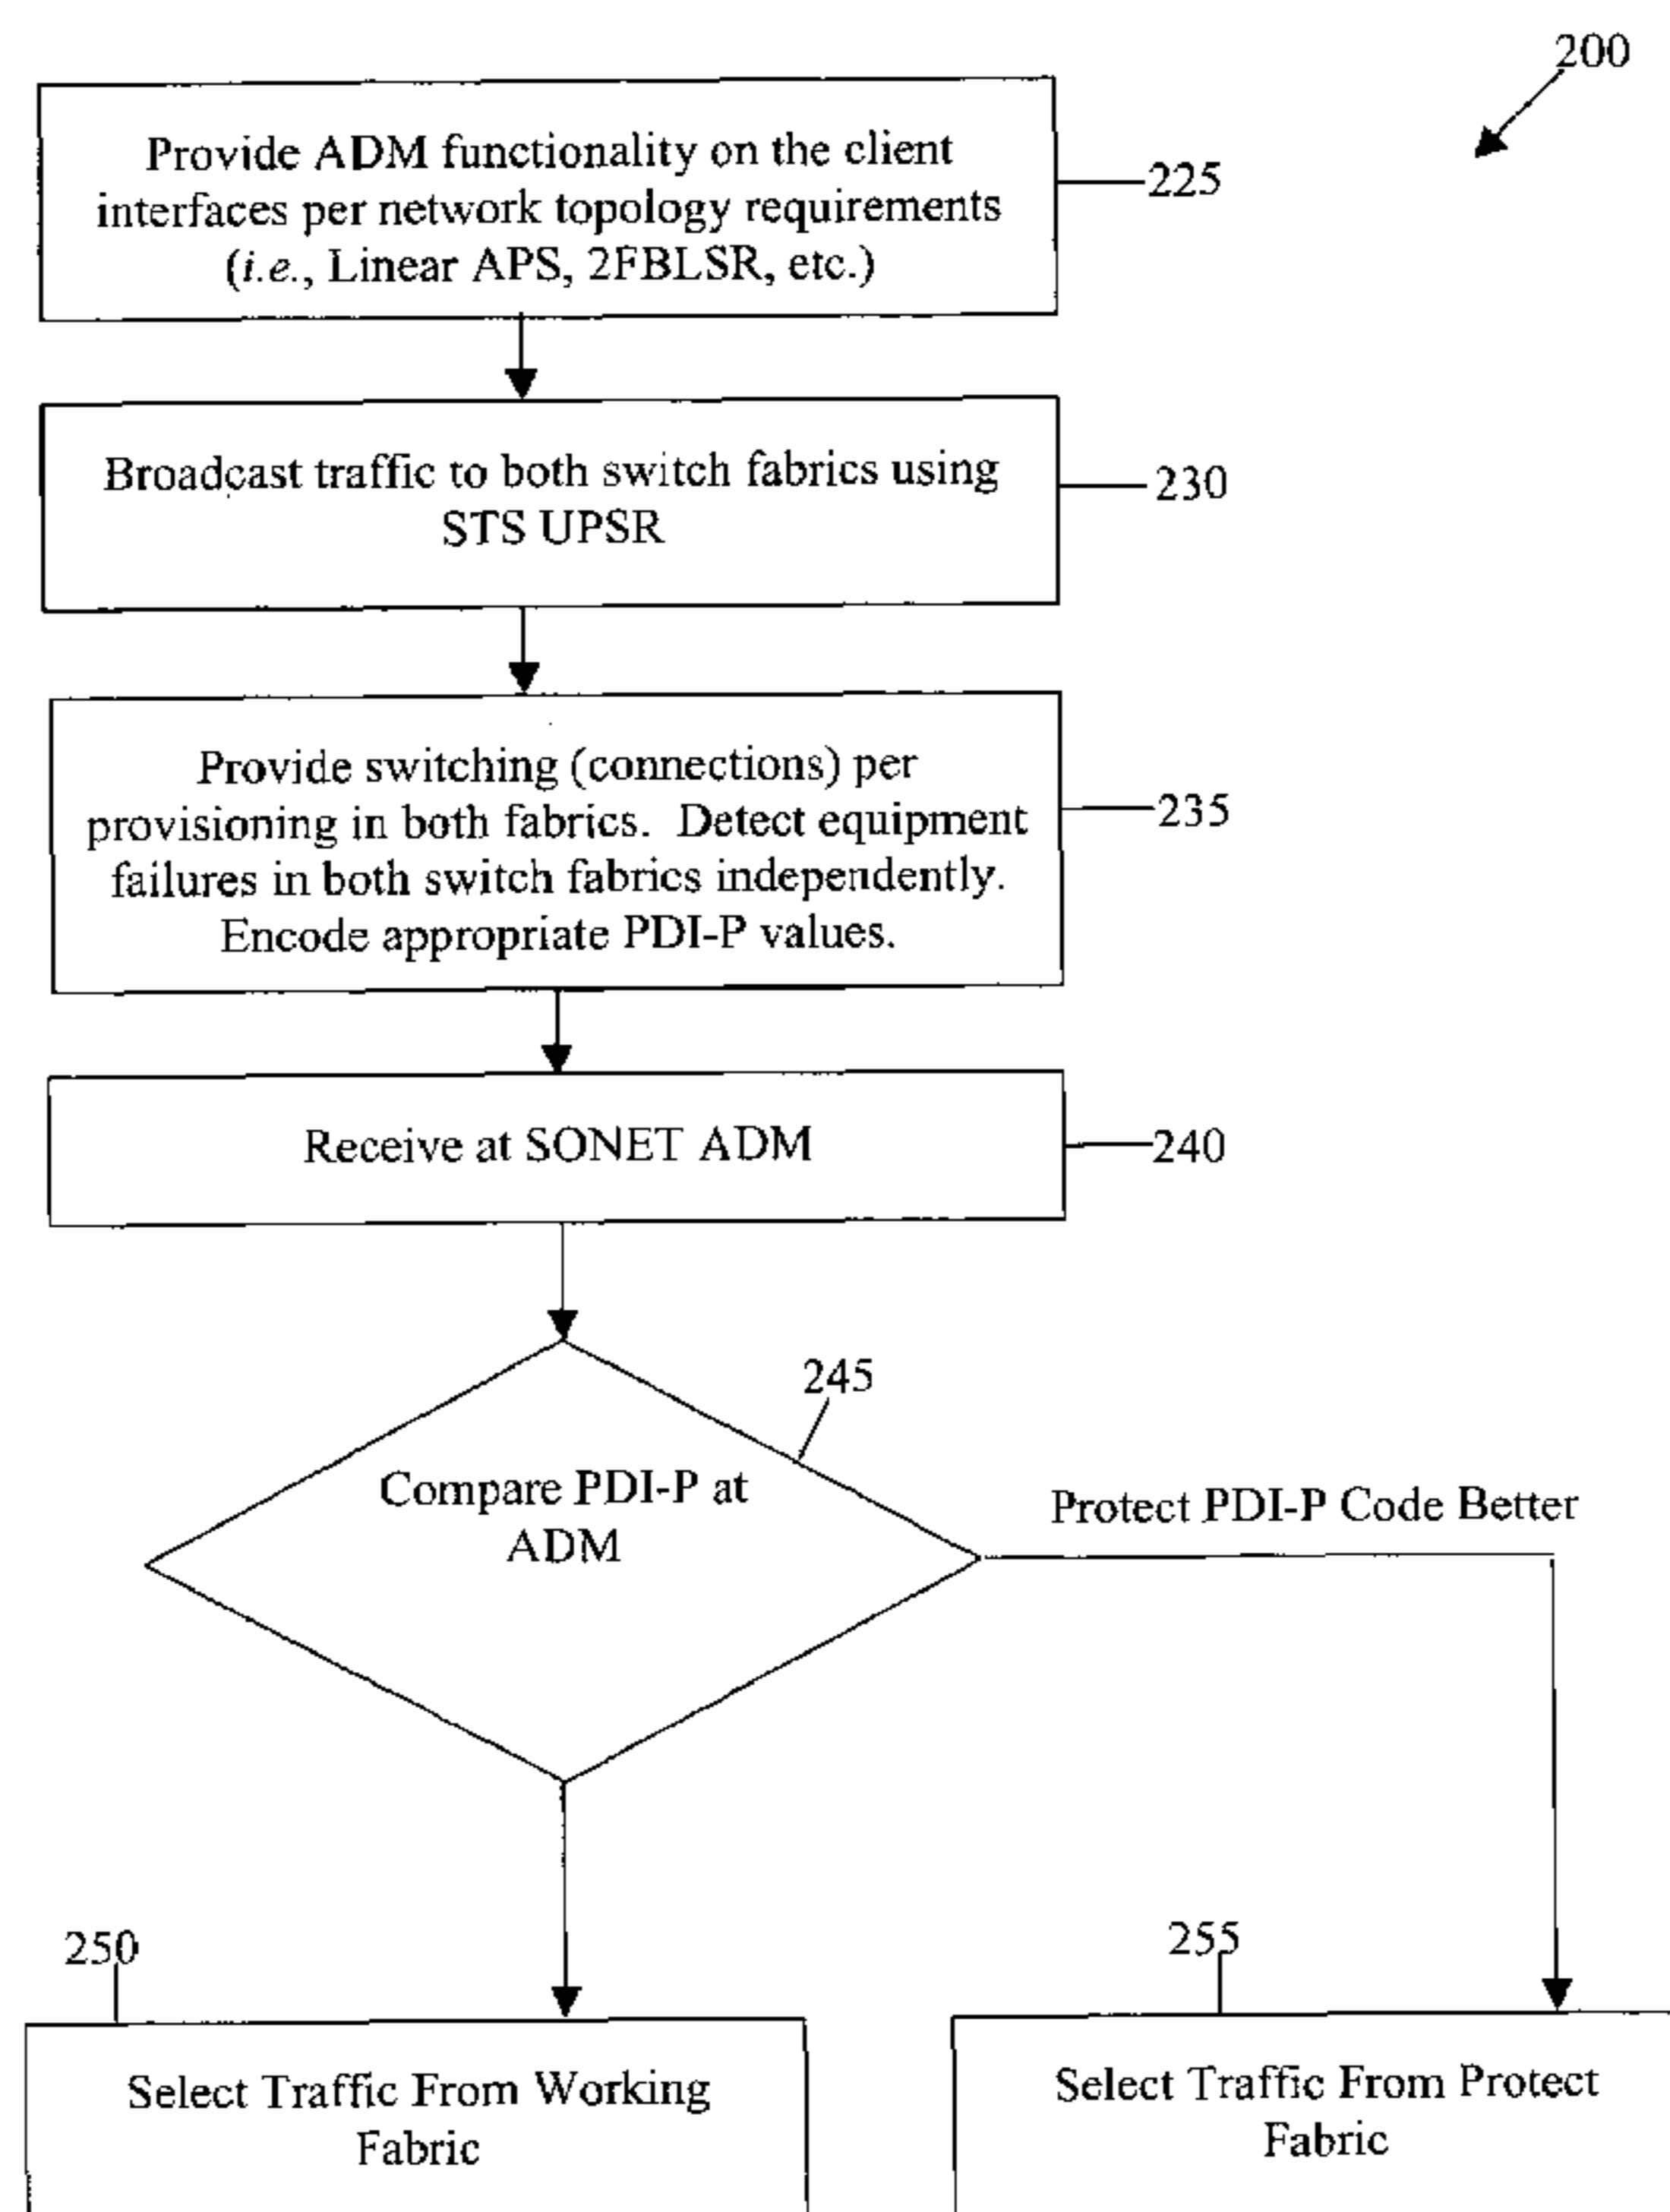 200
Provide ADM functionality on the client
interfaces per network topology requirements
(i.e., Linear APS, 2FBLSR, etc.)
225
Broadcast traffic to both switch fabrics using
STS UPSR
230
Provide switching (connections) per
provisioning in both fabrics. Detect equipment
failures in both switch fabrics independently.
Encode appropriate PDI-P values.
235
Receive at SONET ADM
240
245
Compare PDI-P at
ADM
Protect PDI-P Code Better
250
255
Select Traffic From Working
Fabric
Select Traffic From Protect
Fabric